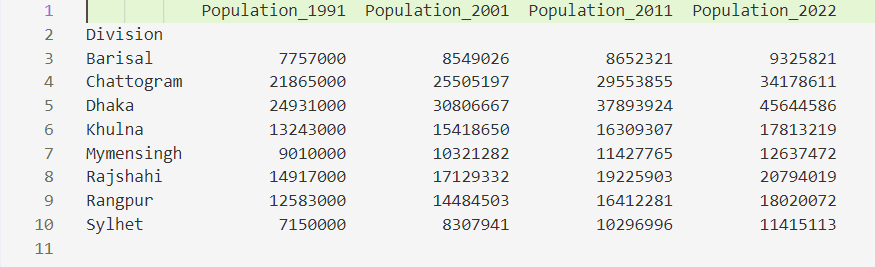 1 Population_1991 Population_2001 Population_2011 Population_2022
2 Division
3 Barisal 7757000 8549026 8652321 9325821
4 Chattogram 21865000 25505197 29553855 34178611
5 Dhaka 24931000 30806667 37893924 45644586
6 Khulna 13243000 15418650 16309307 17813219
7 Mymensingh 9010000 10321282 11427765 12637472
8 Rajshahi 14917000 17129332 19225903 20794019
9 Rangpur 12583000 14484503 16412281 18020072
10 Sylhet 7150000 8307941 10296996 11415113
11